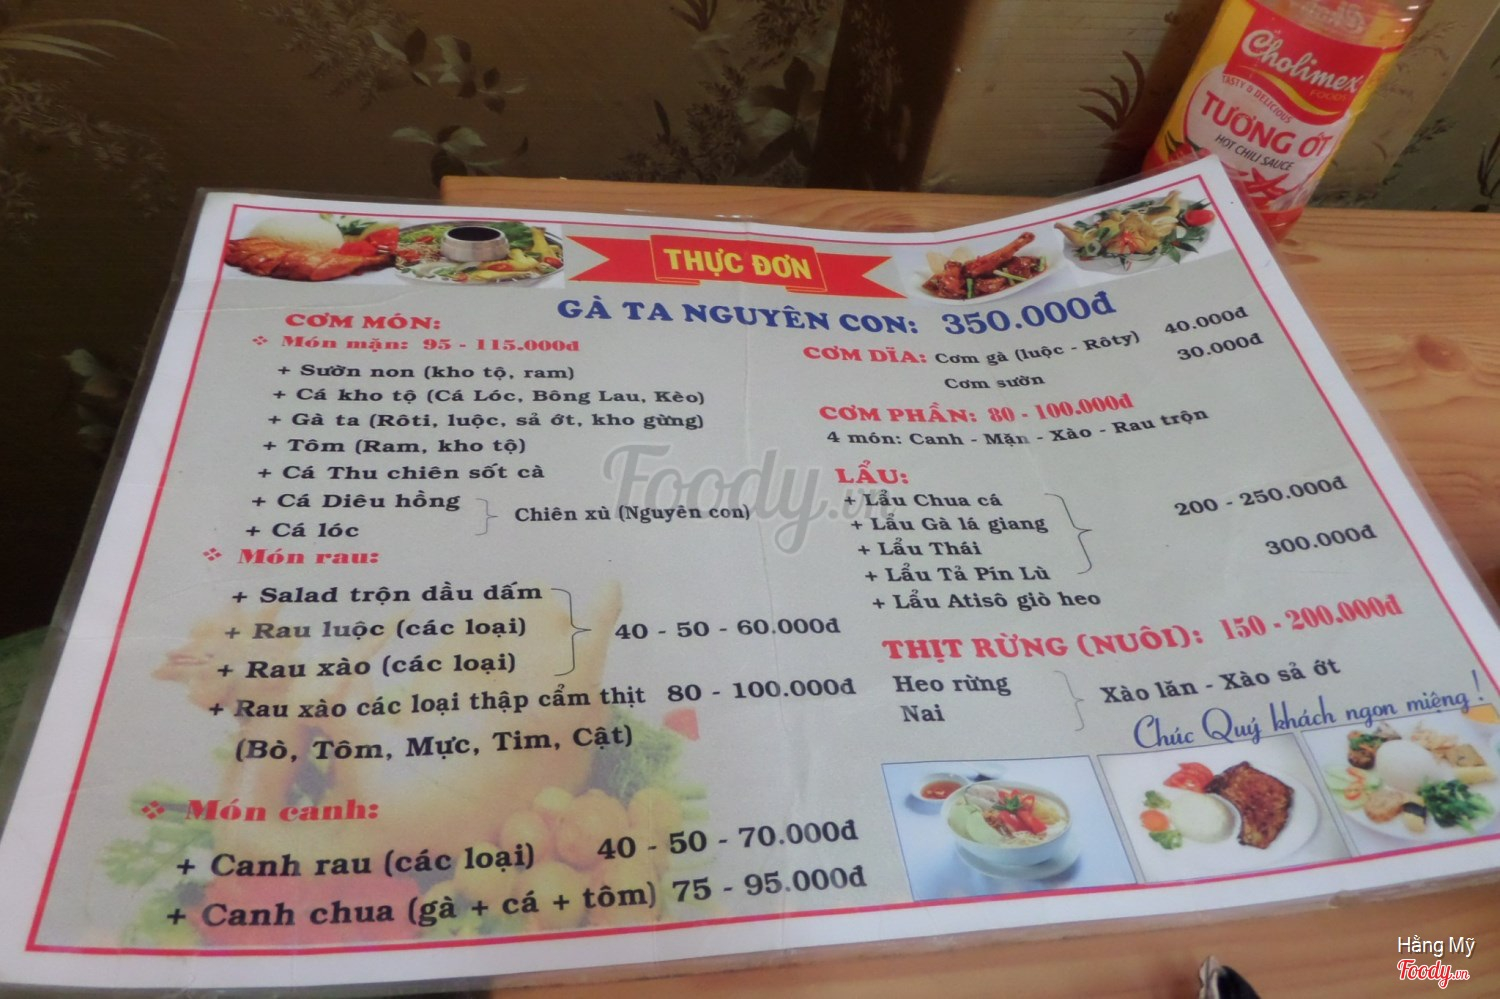 Cholimex
FOODS
TASTY & DELICIOUS
TƯƠNG ỚT
HOT CHILI SAUCE
THỰC ĐƠN
GÀ TA NGUYÊN CON: 350.000đ
CƠM MÓN:
Món mặn: 95 - 115.000đ
+ Sườn non (kho tộ, ram)
+ Cá kho tộ (Cá Lóc, Bông Lau, Kèo)
+ Gà ta (Rôti, luộc, sả ớt, kho gừng)
+ Tôm (Ram, kho tộ)
+ Cá Thu chiên sốt cà
+ Cá Diêu hồng
+ Cá lóc
Chiên xù (Nguyên con)
Món rau:
+ Salad trộn dầu dấm
+ Rau luộc (các loại)
+ Rau xào (các loại)
40 - 50 - 60.000đ
+ Rau xào các loại thập cẩm thịt 80 - 100.000đ
(Bò, Tôm, Mực, Tim, Cật)
Món canh:
+ Canh rau (các loại) 40 - 50 - 70.000đ
+ Canh chua (gà + cá + tôm) 75 - 95.000đ
CƠM DĨA: Cơm gà (luộc - Rôty) 40.000đ
Cơm sườn 30.000đ
CƠM PHẦN: 80 - 100.000đ
4 món: Canh - Mặn - Xào - Rau trộn
LẨU:
+ Lẩu Chua cá
+ Lẩu Gà lá giang
+ Lẩu Thái
+ Lẩu Tả Pín Lù
200 - 250.000đ
+ Lẩu Atisô giò heo 300.000đ
THỊT RỪNG (NUÔI): 150 - 200.000đ
Heo rừng
Nai
Xào lăn - Xào sả ớt
Chúc Quý khách ngon miệng!
Foody.vn
Hằng Mỹ
Foody.vn